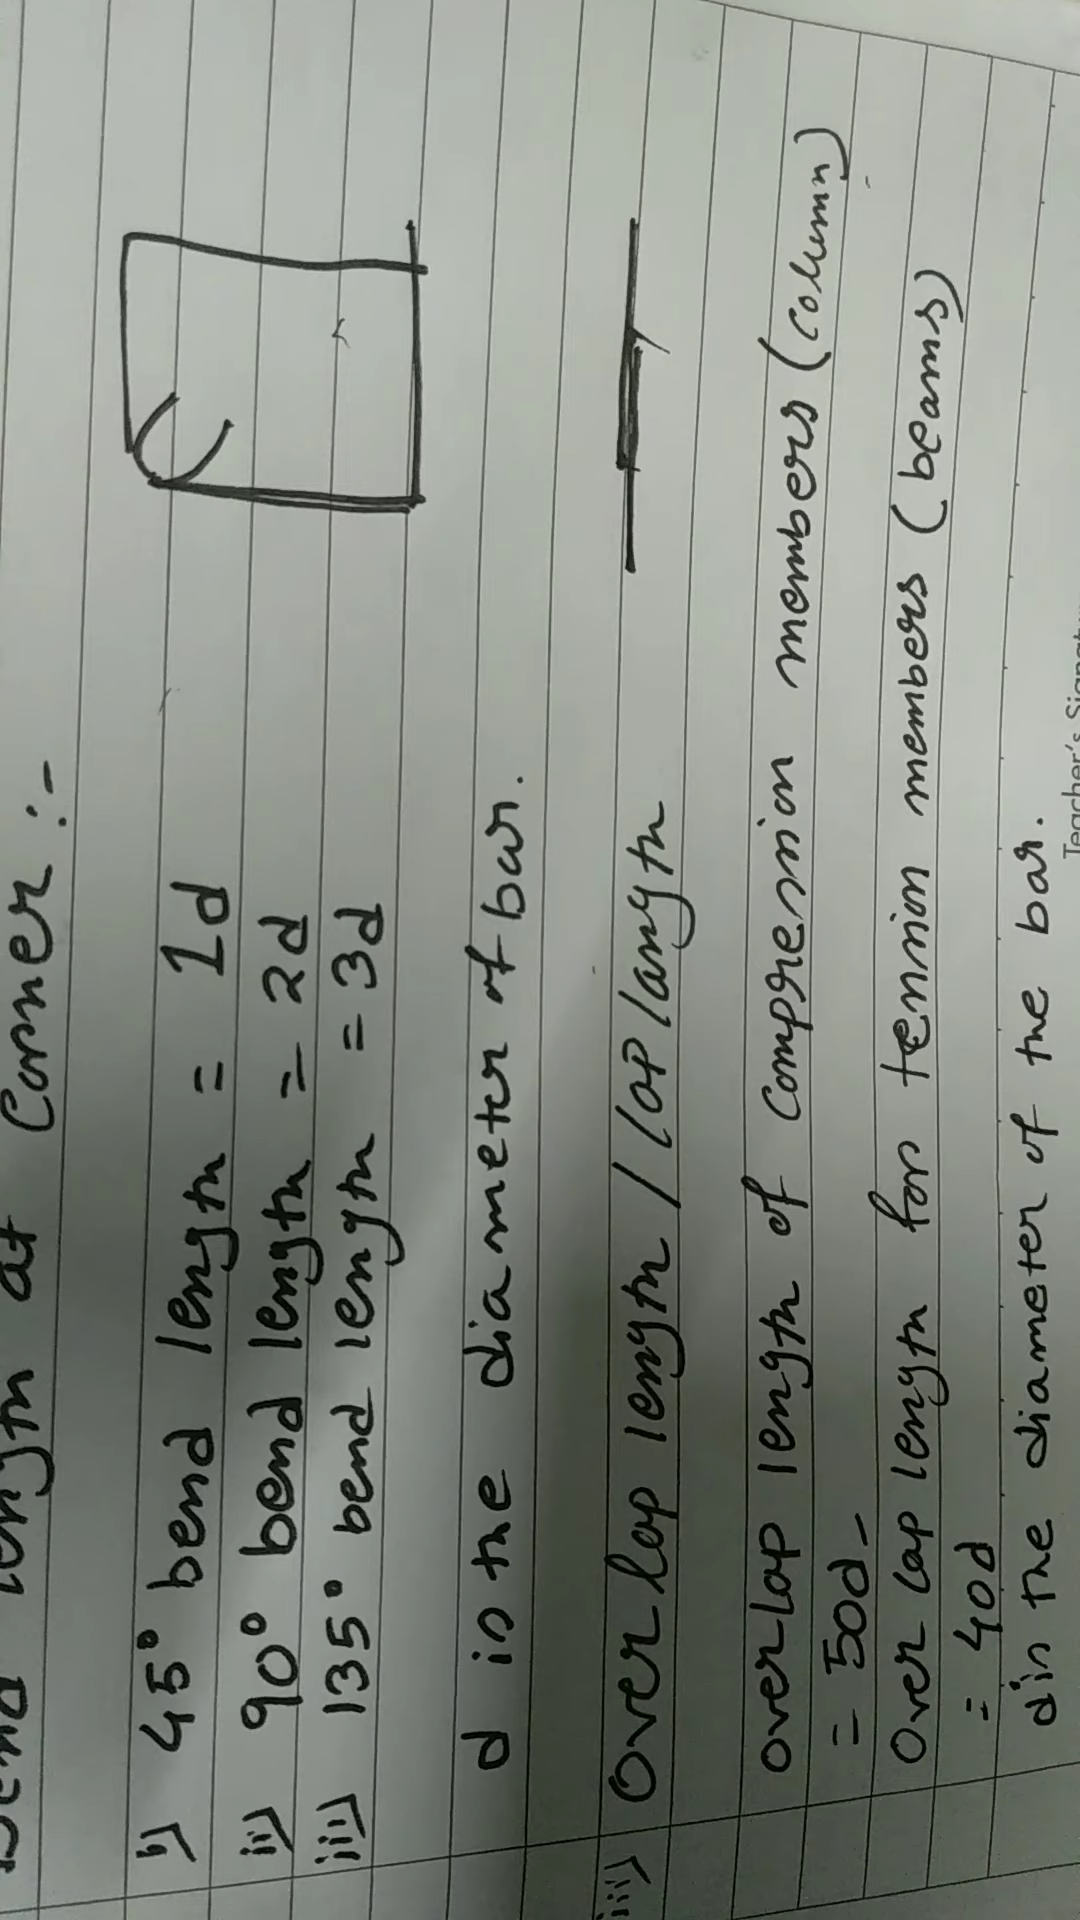 Bend length at Corner :-
i) 45° bend length = 1d
ii) 90° bend length = 2d
iii) 135° bend length = 3d
d is the diameter of bar.
iii) Over lap length / lap langth
overlap length of Compression members (column)
= 50d -
Over lap length for tension members (beams)
= 40d
d is the diameter of the bar.
Teacher's